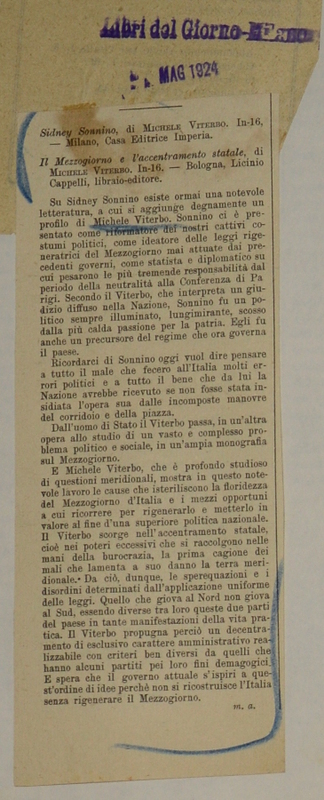 Libri del Giorno-
MAG 1924
Sidney Sonnino, di MICHELE VITERBO. In-16,
— Milano, Casa Editrice Imperia.
Il Mezzogiorno e l'accentramento statale, di
MICHELE VITERBO. In-16. — Bologna, Licinio
Cappelli, libraio-editore.
Su Sidney Sonnino esiste ormai una notevole
letteratura, a cui si aggiunge degnamente un
profilo di Michele Viterbo. Sonnino ci è pre-
sentato come riformatore dei nostri cattivi co-
stumi politici, come ideatore delle leggi rige-
neratrici del Mezzogiorno mai attuate dai pre-
cedenti governi, come statista e diplomatico su
cui pesarono le più tremende responsabilità dal
periodo della neutralità alla Conferenza di Pa
rigi. Secondo il Viterbo, che interpreta un giu-
dizio diffuso nella Nazione, Sonnino fu un po-
litico sempre illuminato, lungimirante, scosso
dalla più calda passione per la patria. Egli fu
anche un precursore del regime che ora governa
il paese.
Ricordarci di Sonnino oggi vuol dire pensare
a tutto il male che fecero all'Italia molti er-
rori politici e a tutto il bene che da lui la
Nazione avrebbe ricevuto se non fosse stata in-
sidiata l'opera sua dalle incomposte manovre
del corridoio e della piazza.
Dall'uomo di Stato il Viterbo passa, in un'altra
opera allo studio di un vasto e complesso pro-
blema politico e sociale, in un'ampia monografia
sul Mezzogiorno.
E Michele Viterbo, che è profondo studioso
di questioni meridionali, mostra in questo note-
vole lavoro le cause che isteriliscono la floridezza
del Mezzogiorno d'Italia e i mezzi opportuni
a cui ricorrere per rigenerarlo e metterlo in
valore al fine d'una superiore politica nazionale.
Il Viterbo scorge nell'accentramento statale,
cioè nei poteri eccessivi che si raccolgono nelle
mani della burocrazia, la prima cagione dei
mali che lamenta a suo danno la terra meri-
dionale. Da ciò, dunque, le sperequazioni e i
disordini determinati dall'applicazione uniforme
delle leggi. Quello che giova al Nord non giova
al Sud, essendo diverse tra loro queste due parti
del paese in tante manifestazioni della vita pra-
tica. Il Viterbo propugna perciò un decentra-
mento di esclusivo carattere amministrativo rea-
lizzabile con criteri ben diversi da quelli che
hanno alcuni partiti pei loro fini demagogici.
E spera che il governo attuale s'ispiri a que-
st'ordine di idee perchè non si ricostruisce l'Italia
senza rigenerare il Mezzogiorno.
m. a.